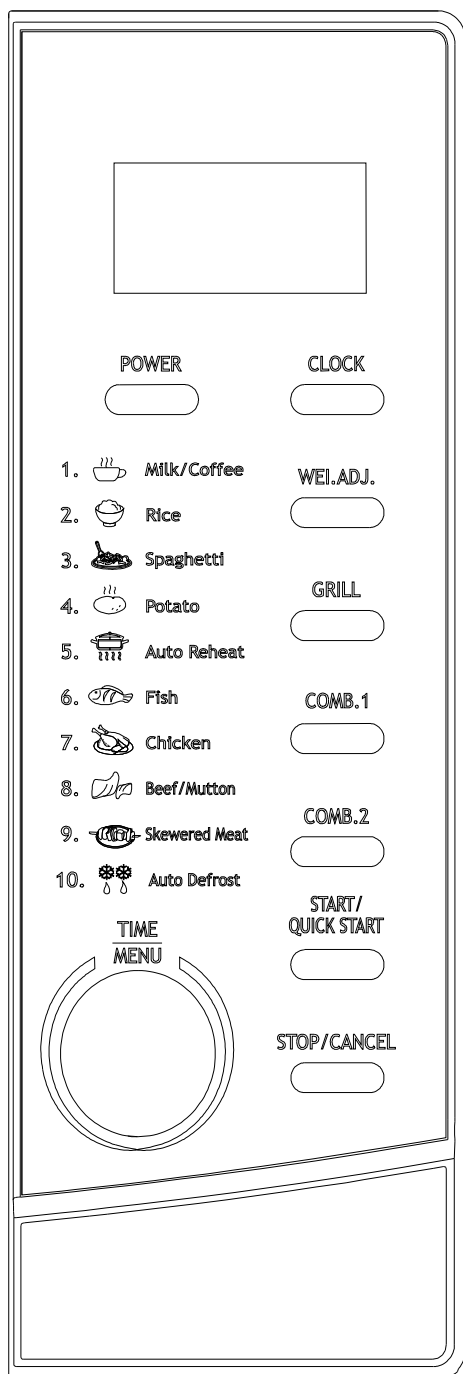 POWER
CLOCK
1. Milk/Coffee
2. Rice
3. Spaghetti
4. Potato
5. Auto Reheat
6. Fish
7. Chicken
8. Beef/Mutton
9. Skewered Meat
10. Auto Defrost
WEI.ADJ.
GRILL
COMB.1
COMB.2
START/
QUICK START
STOP/CANCEL
TIME
MENU